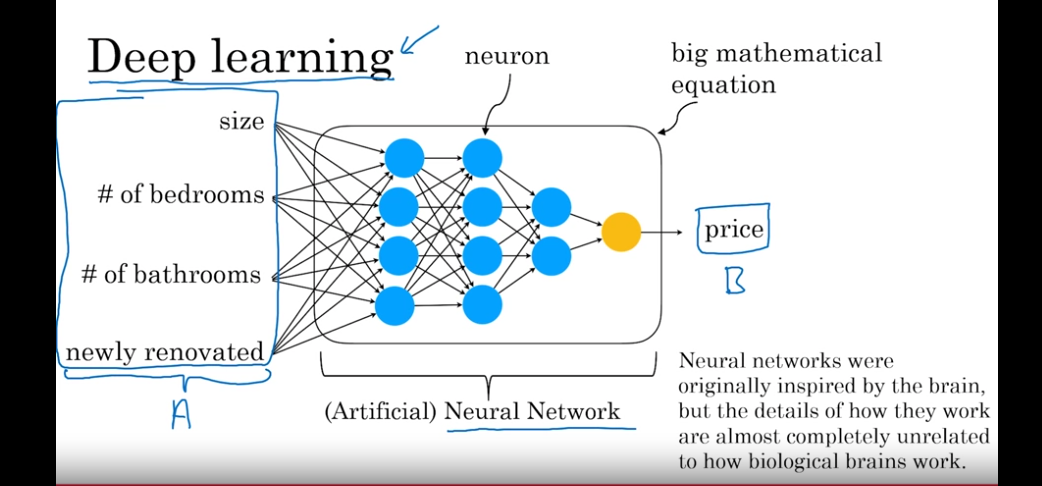 Deep learning
neuron
big mathematical
equation
size
# of bedrooms
# of bathrooms
newly renovated
A
price
B
(Artificial) Neural Network
Neural networks were
originally inspired by the brain,
but the details of how they work
are almost completely unrelated
to how biological brains work.